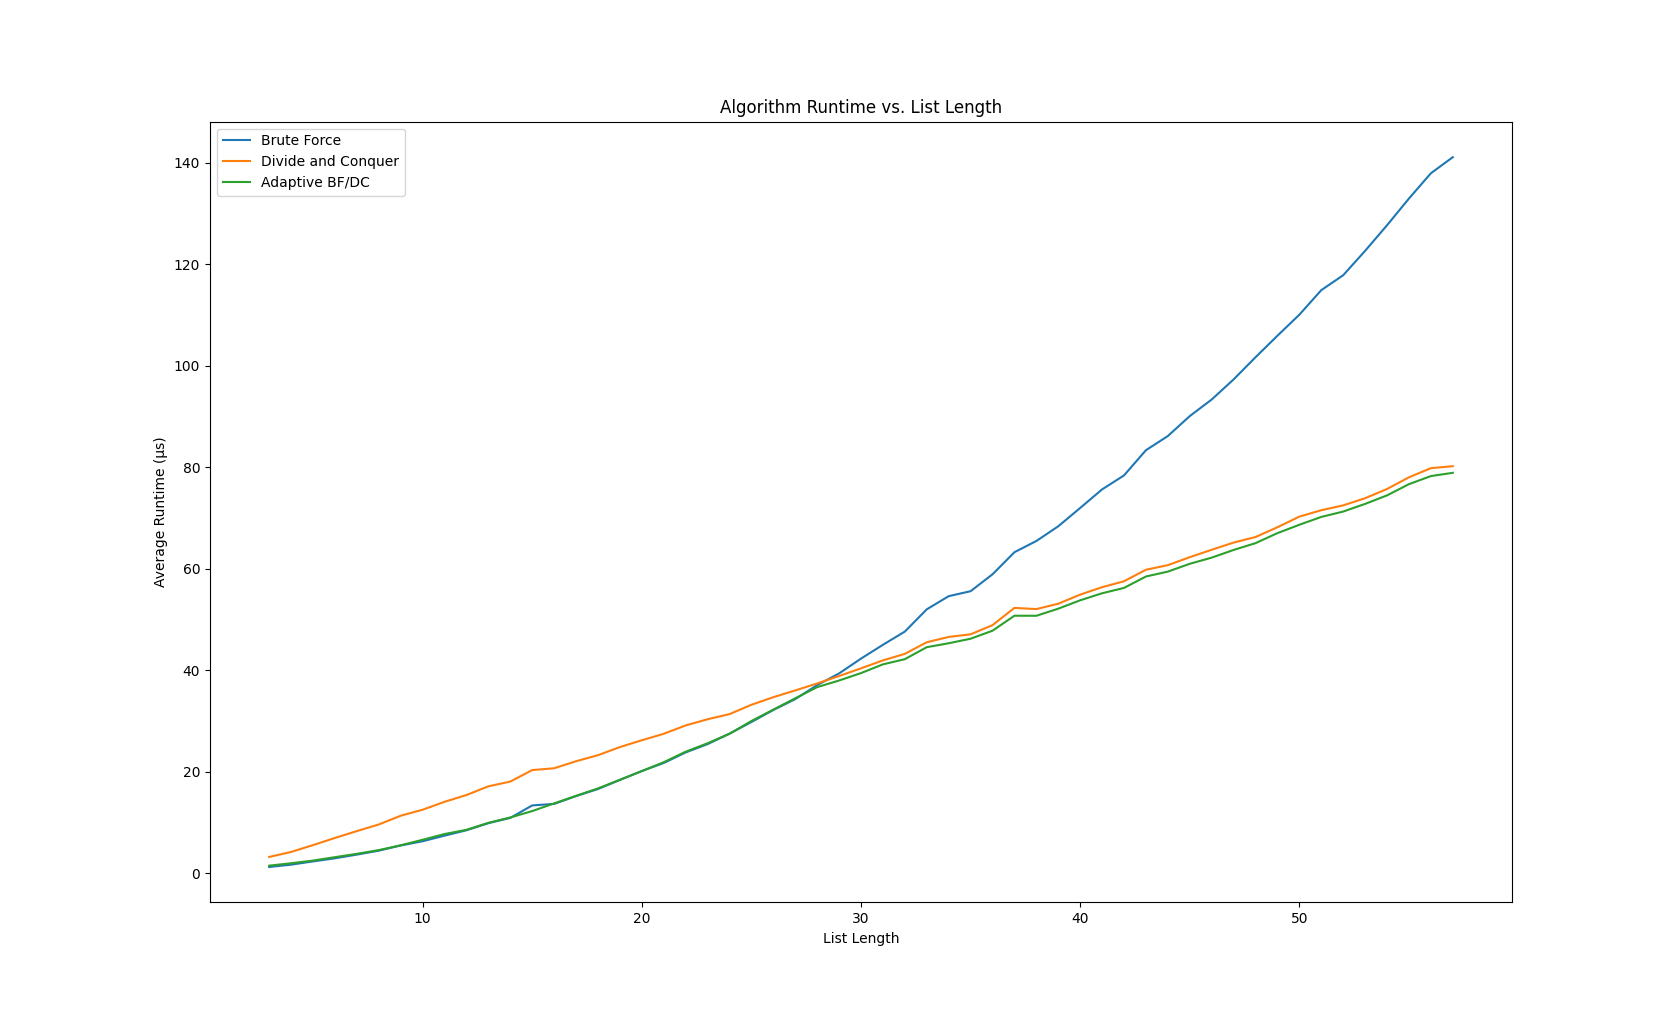 Algorithm Runtime vs. List Length
Brute Force
Divide and Conquer
Adaptive BF/DC
140
120
100
80
60
40
20
0
Average Runtime (µs)
10 20 30 40 50
List Length